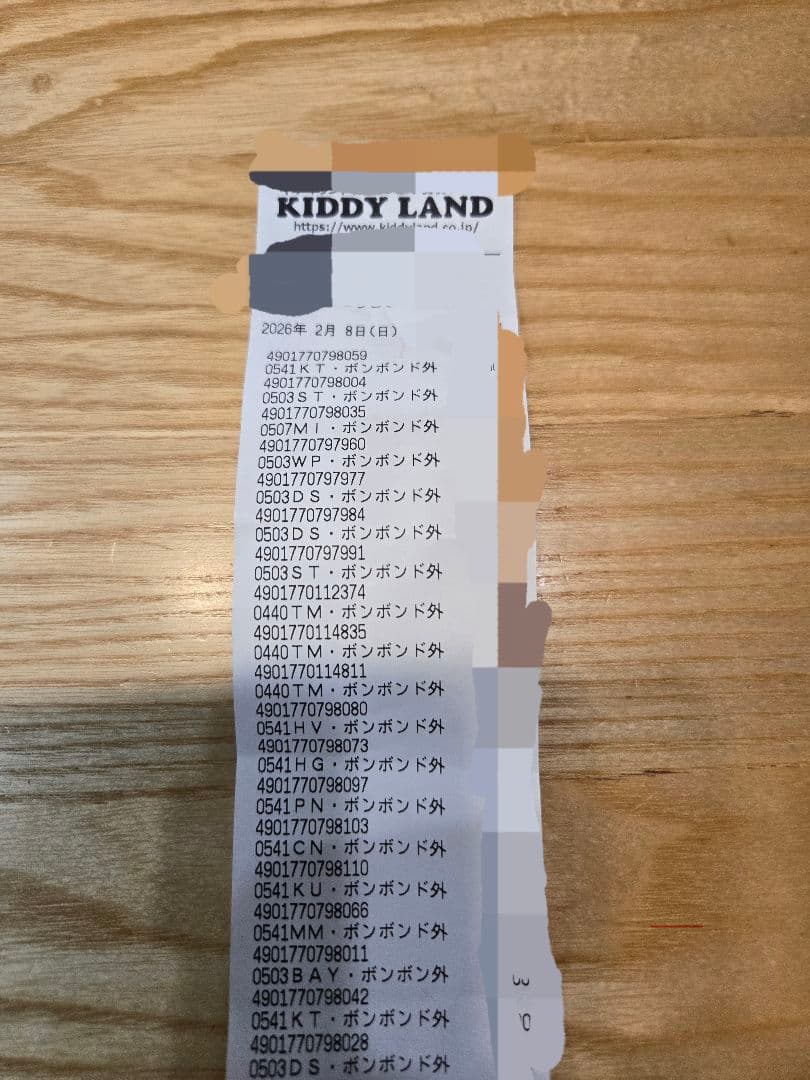 KIDDY LAND
https://www.kiddyland.co.jp/
2026年 2月 8日(日)
4901770798059
0541KT・ボンボンド外
4901770798004
0503ST・ボンボンド外
4901770798035
0507MI・ボンボンド外
4901770797960
0503WP・ボンボンド外
4901770797977
0503DS・ボンボンド外
4901770797984
0503DS・ボンボンド外
4901770797991
0503ST・ボンボンド外
4901770112374
0440TM・ボンボンド外
4901770114835
0440TM・ボンボンド外
4901770114811
0440TM・ボンボンド外
4901770798080
0541HV・ボンボンド外
4901770798073
0541HG・ボンボンド外
4901770798097
0541PN・ボンボンド外
4901770798103
0541CN・ボンボンド外
4901770798110
0541KU・ボンボンド外
4901770798066
0541MM・ボンボンド外
4901770798011
0503BAY・ボンボン外
4901770798042
0541KT・ボンボンド外
4901770798028
0503DS・ボンボンド外